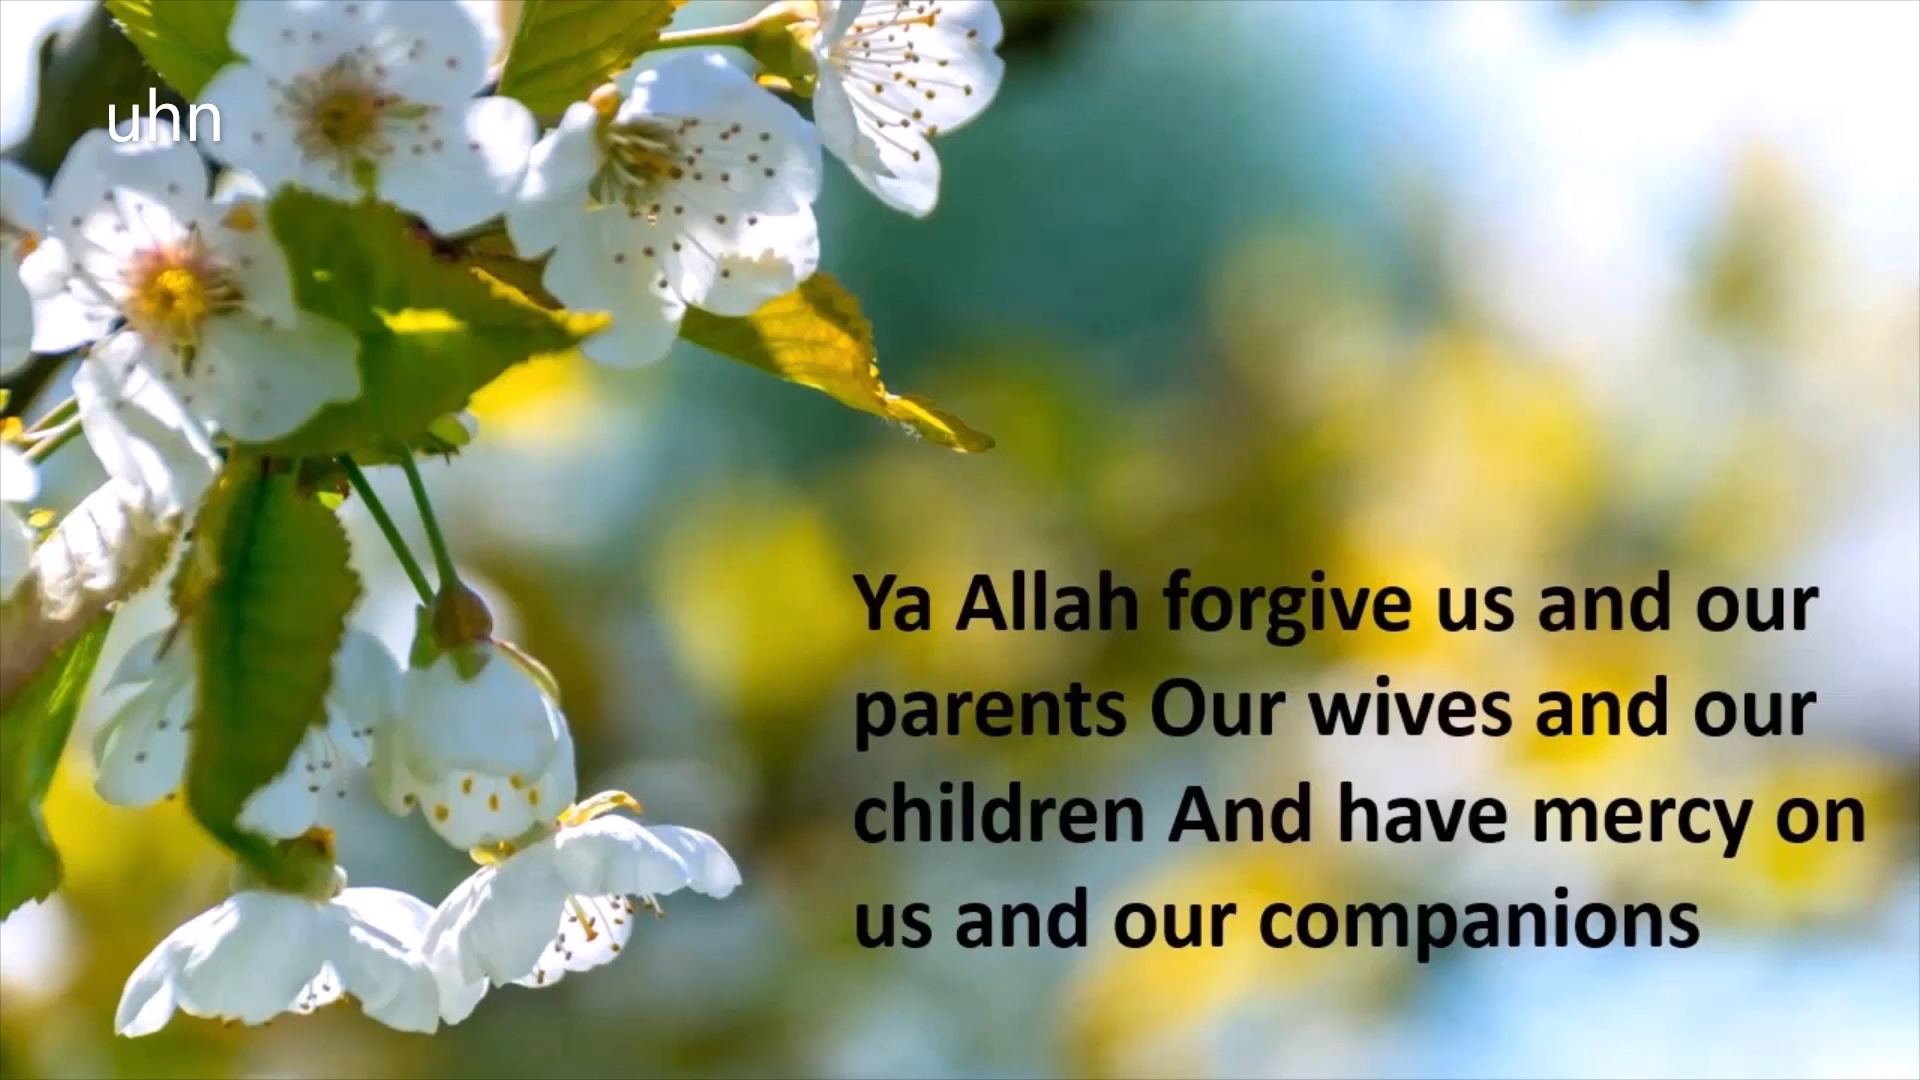 uhn
Ya Allah forgive us and our
parents Our wives and our
children And have mercy on
us and our companions